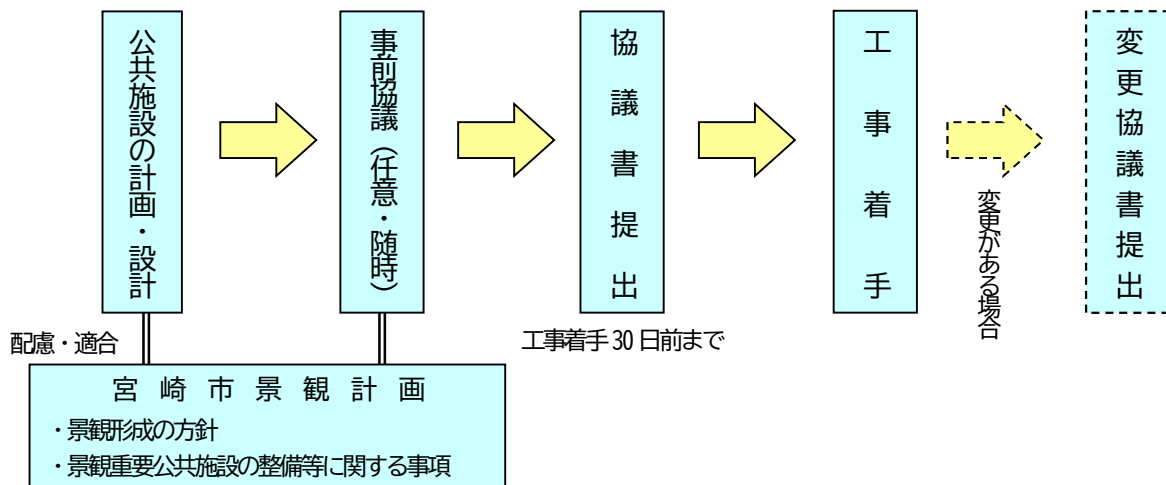 公共施設の計画・設計
事前協議（任意・随時）
協議書提出
工事着手
変更がある場合
変更協議書提出
配慮・適合
工事着手30日前まで
宮崎市景観計画
・景観形成の方針
・景観重要公共施設の整備等に関する事項